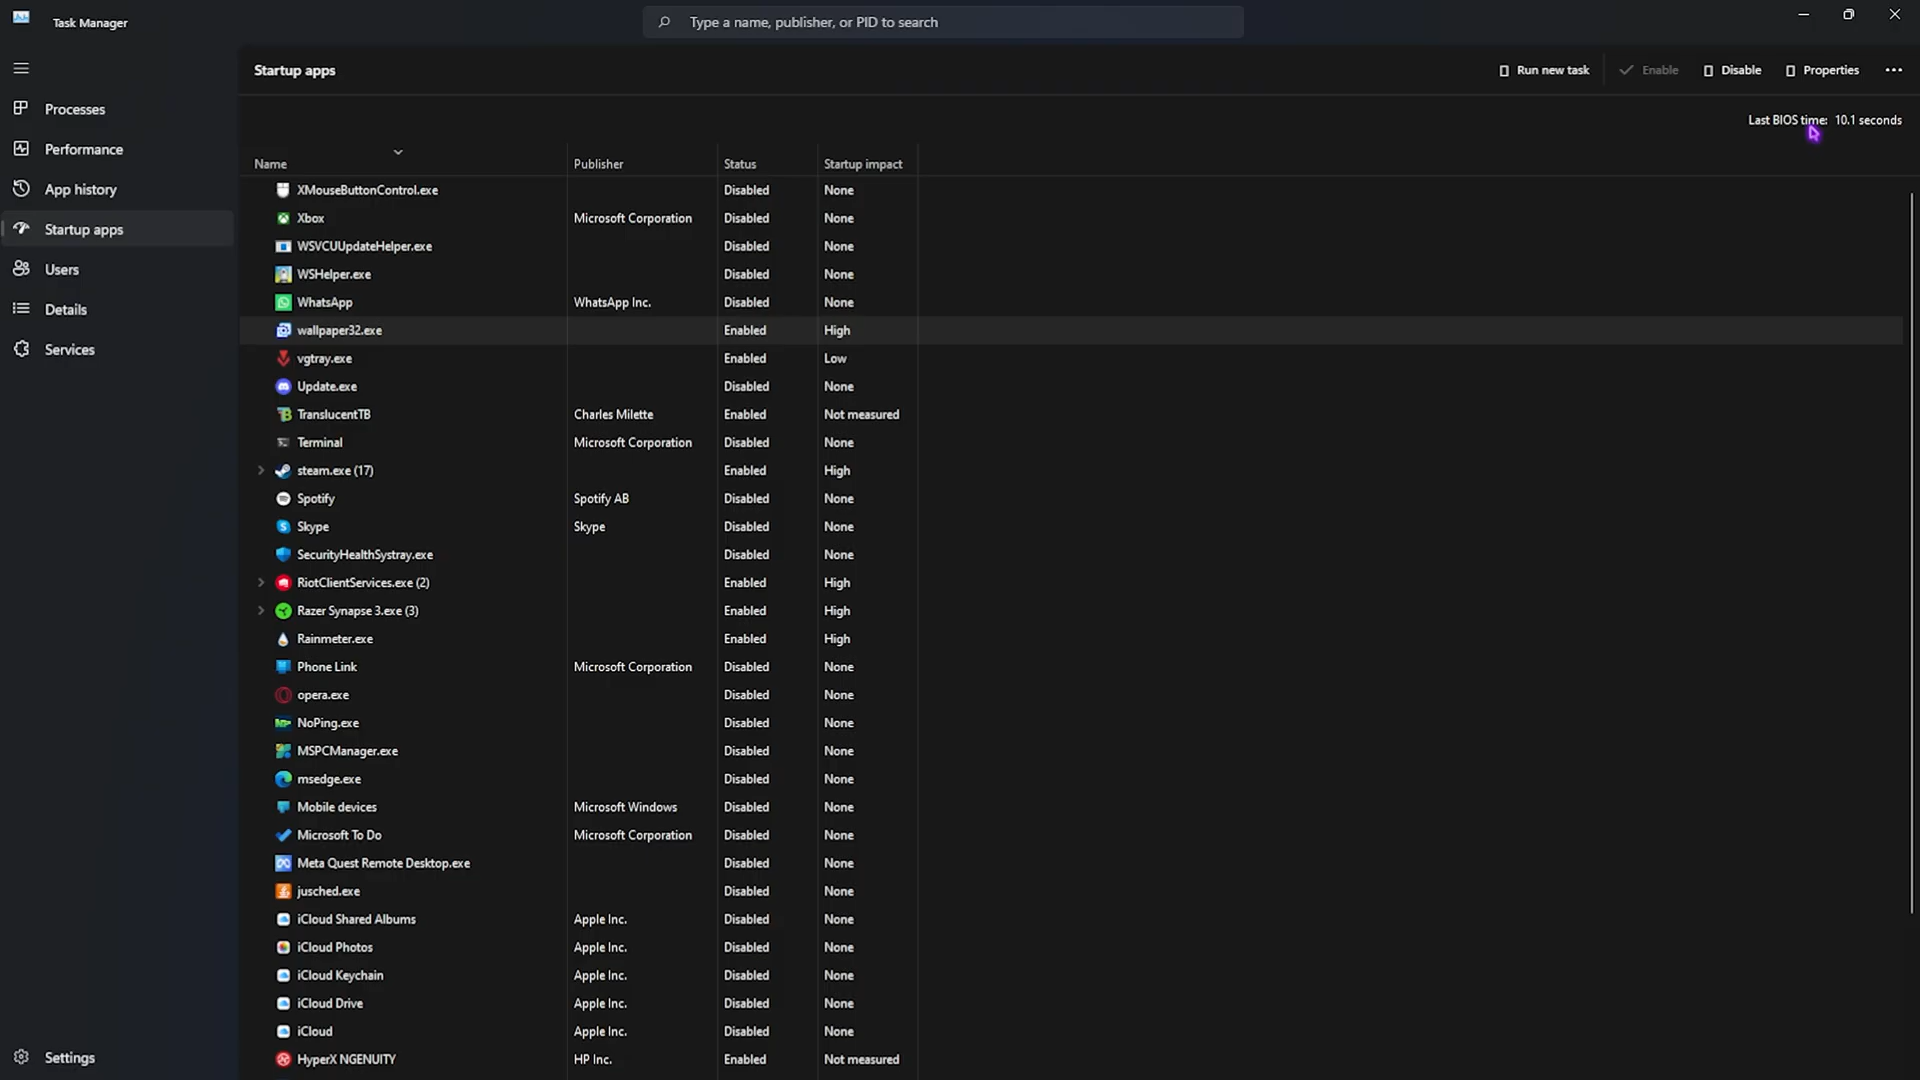 Task Manager
Type a name, publisher, or PID to search
Startup apps
Run new task
Enable
Disable
Properties
Last BIOS time: 10.1 seconds
Processes
Performance
App history
Startup apps
Users
Details
Services
Settings
Name Publisher Status Startup impact
XMouseButtonControl.exe Disabled None
Xbox Microsoft Corporation Disabled None
WSVCUUpdateHelper.exe Disabled None
WSHelper.exe Disabled None
WhatsApp WhatsApp Inc. Disabled None
wallpaper32.exe Enabled High
vgtray.exe Enabled Low
Update.exe Disabled None
TranslucentTB Charles Milette Enabled Not measured
Terminal Microsoft Corporation Disabled None
steam.exe (17) Enabled High
Spotify Spotify AB Disabled None
Skype Skype Disabled None
SecurityHealthSystray.exe Disabled None
RiotClientServices.exe (2) Enabled High
Razer Synapse 3.exe (3) Enabled High
Rainmeter.exe Enabled High
Phone Link Microsoft Corporation Disabled None
opera.exe Disabled None
NoPing.exe Disabled None
MSPCManager.exe Disabled None
msedge.exe Disabled None
Mobile devices Microsoft Windows Disabled None
Microsoft To Do Microsoft Corporation Disabled None
Meta Quest Remote Desktop.exe Disabled None
jusched.exe Disabled None
iCloud Shared Albums Apple Inc. Disabled None
iCloud Photos Apple Inc. Disabled None
iCloud Keychain Apple Inc. Disabled None
iCloud Drive Apple Inc. Disabled None
iCloud Apple Inc. Disabled None
HyperX NGENUITY HP Inc. Enabled Not measured